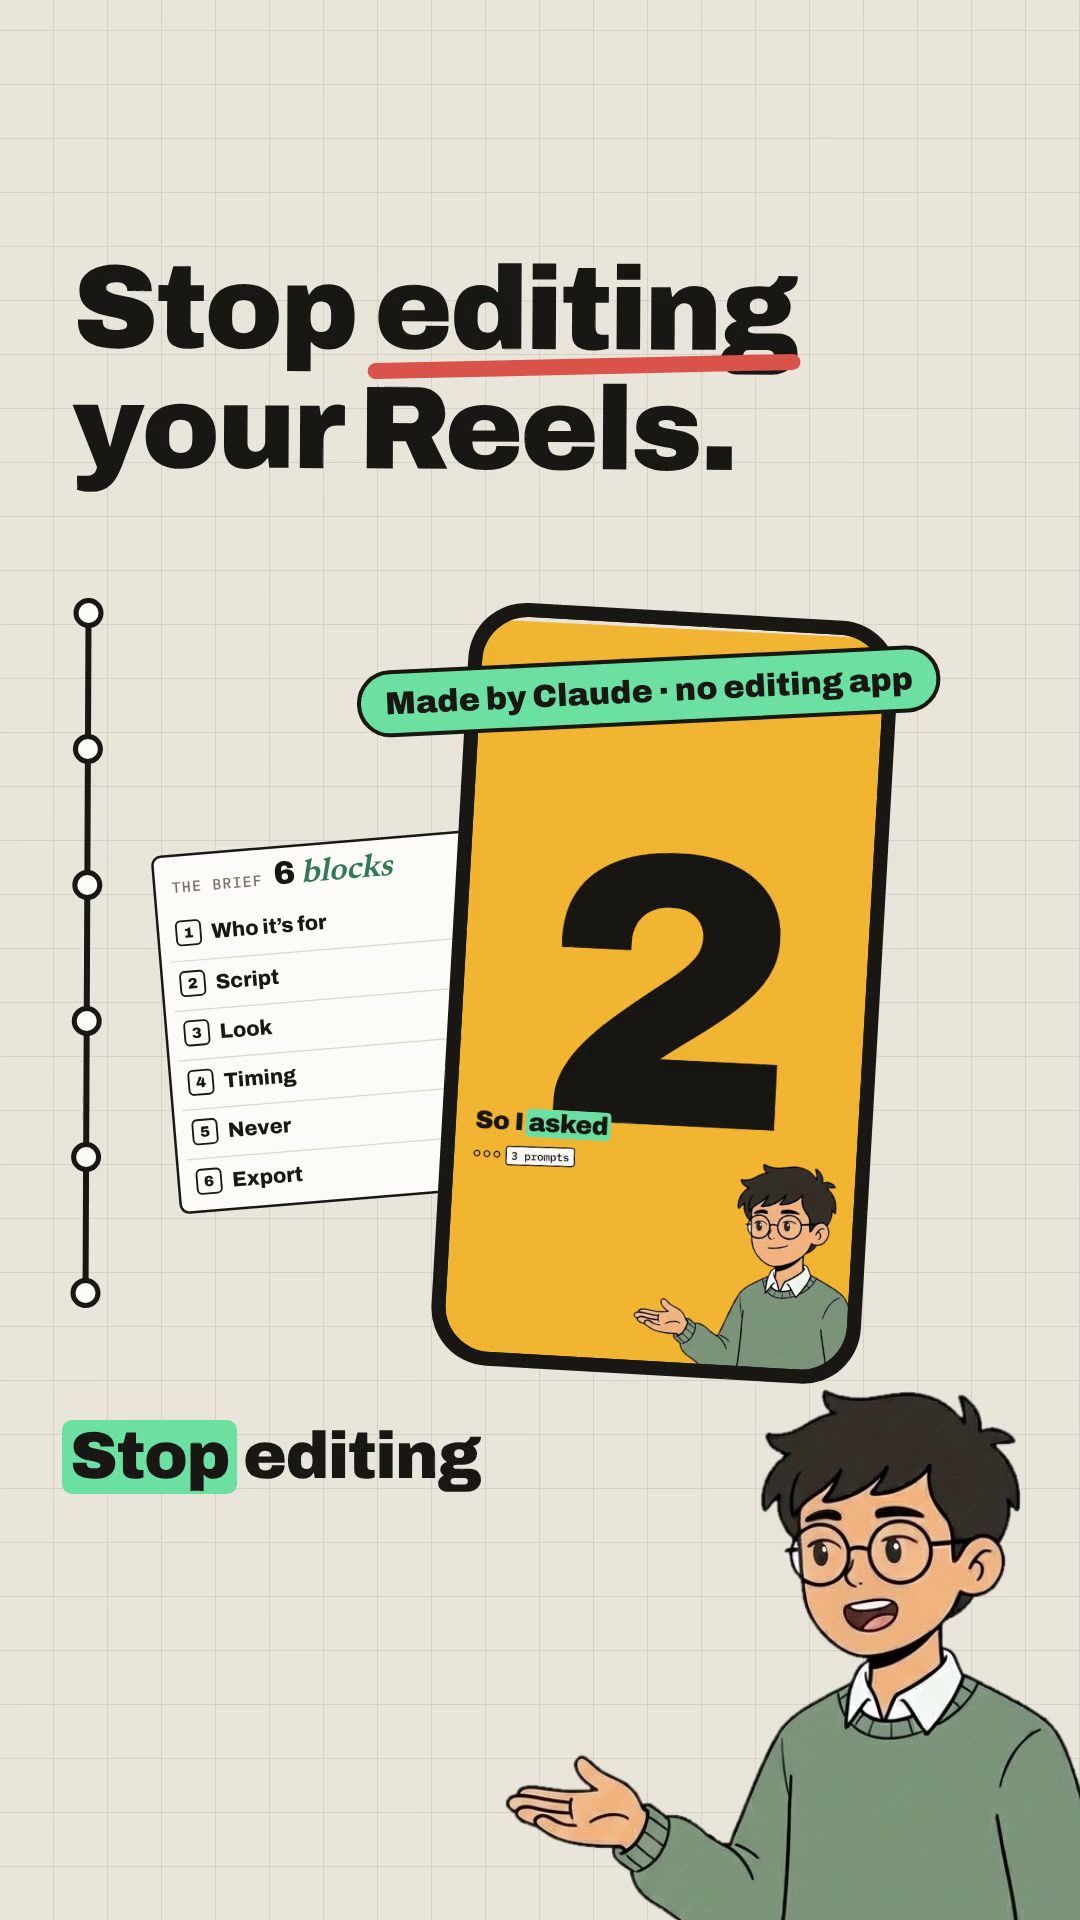 Stop editing
your Reels.
Made by Claude · no editing app
THE BRIEF 6 blocks
1 Who it's for
2 Script
3 Look
4 Timing
5 Never
6 Export
2
So I asked
3 prompts
Stop editing